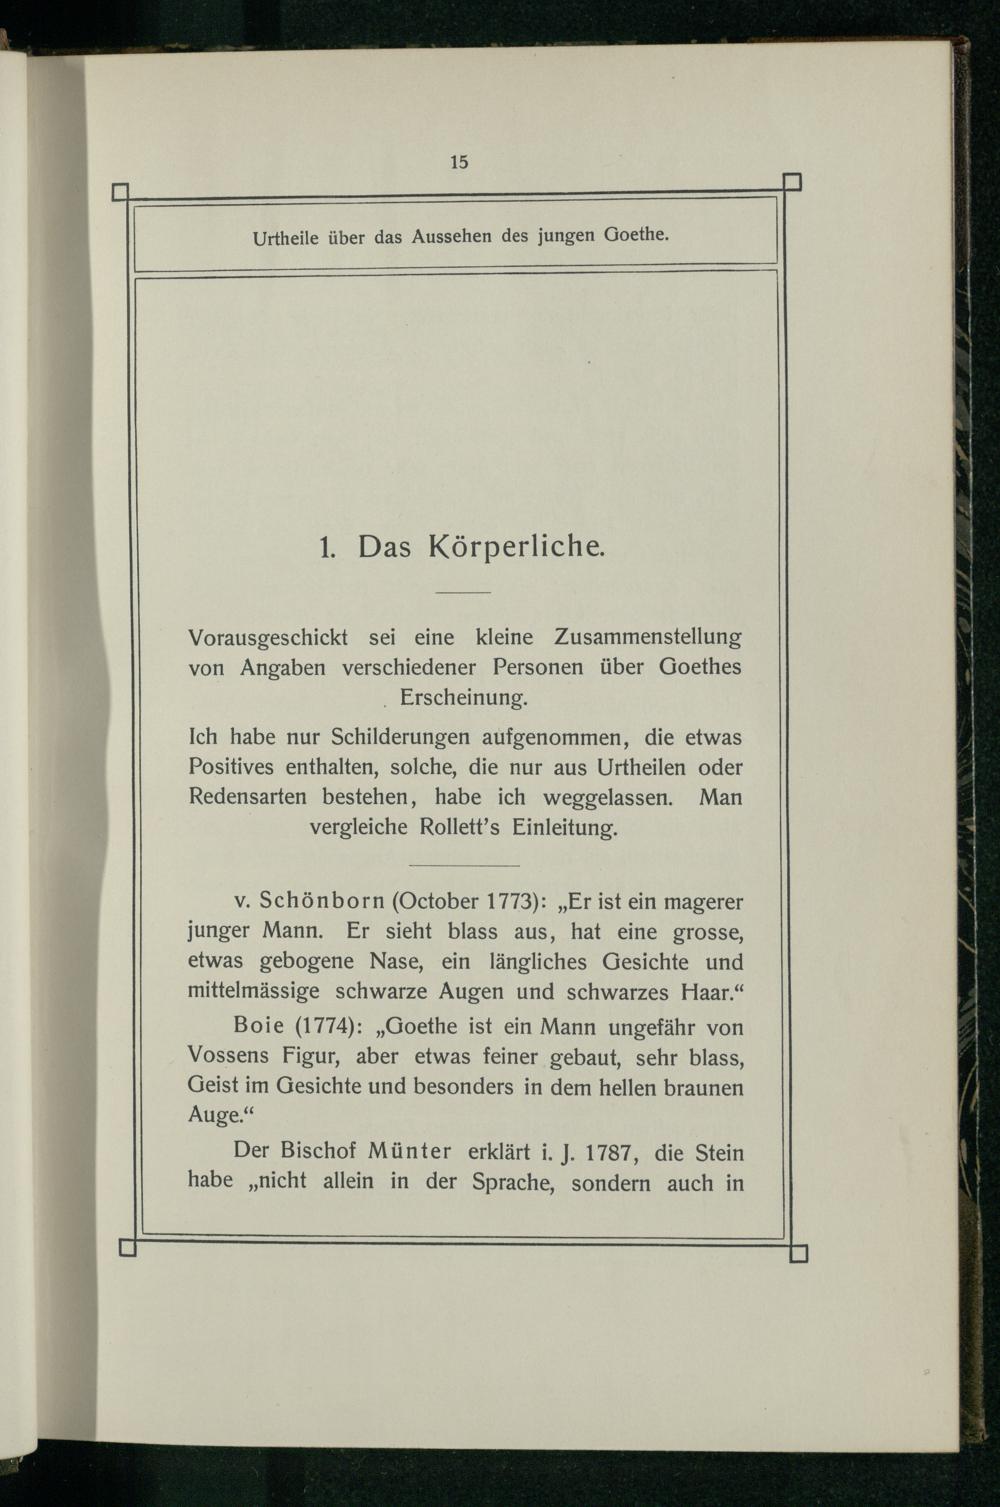 15
Urtheile über das Aussehen des jungen Goethe.
1. Das Körperliche.
Vorausgeschickt sei eine kleine Zusammenstellung
von Angaben verschiedener Personen über Goethes
Erscheinung.
Ich habe nur Schilderungen aufgenommen, die etwas
Positives enthalten, solche, die nur aus Urtheilen oder
Redensarten bestehen, habe ich weggelassen. Man
vergleiche Rollett's Einleitung.
v. Schönborn (October 1773): „Er ist ein magerer
junger Mann. Er sieht blass aus, hat eine grosse,
etwas gebogene Nase, ein längliches Gesichte und
mittelmässige schwarze Augen und schwarzes Haar.“
Boie (1774): „Goethe ist ein Mann ungefähr von
Vossens Figur, aber etwas feiner gebaut, sehr blass,
Geist im Gesichte und besonders in dem hellen braunen
Auge.“
Der Bischof Münter erklärt i. J. 1787, die Stein
habe „nicht allein in der Sprache, sondern auch in